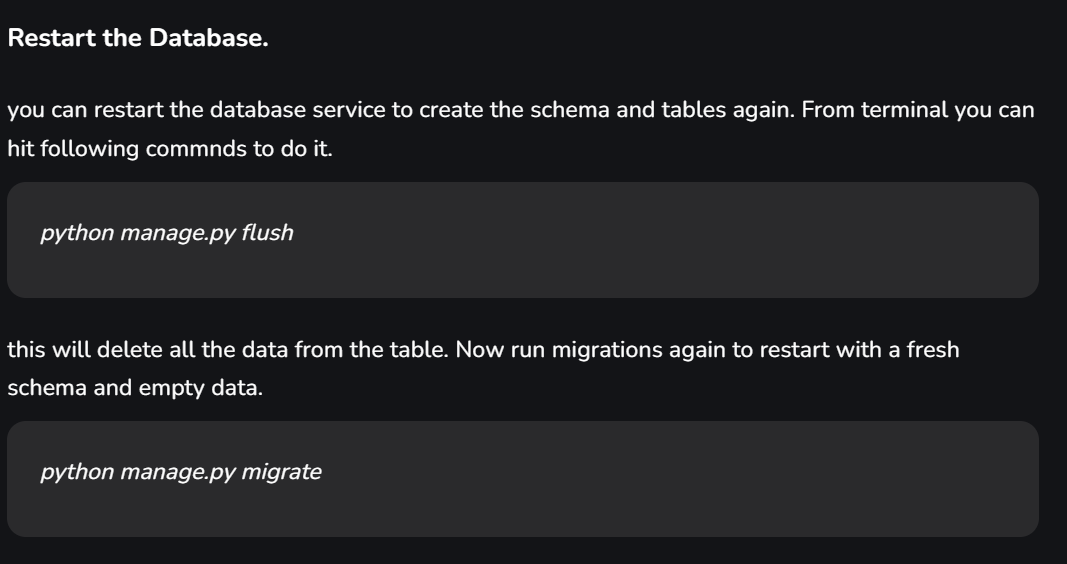 Restart the Database.
you can restart the database service to create the schema and tables again. From terminal you can
hit following commnds to do it.
python manage.py flush
this will delete all the data from the table. Now run migrations again to restart with a fresh
schema and empty data.
python manage.py migrate